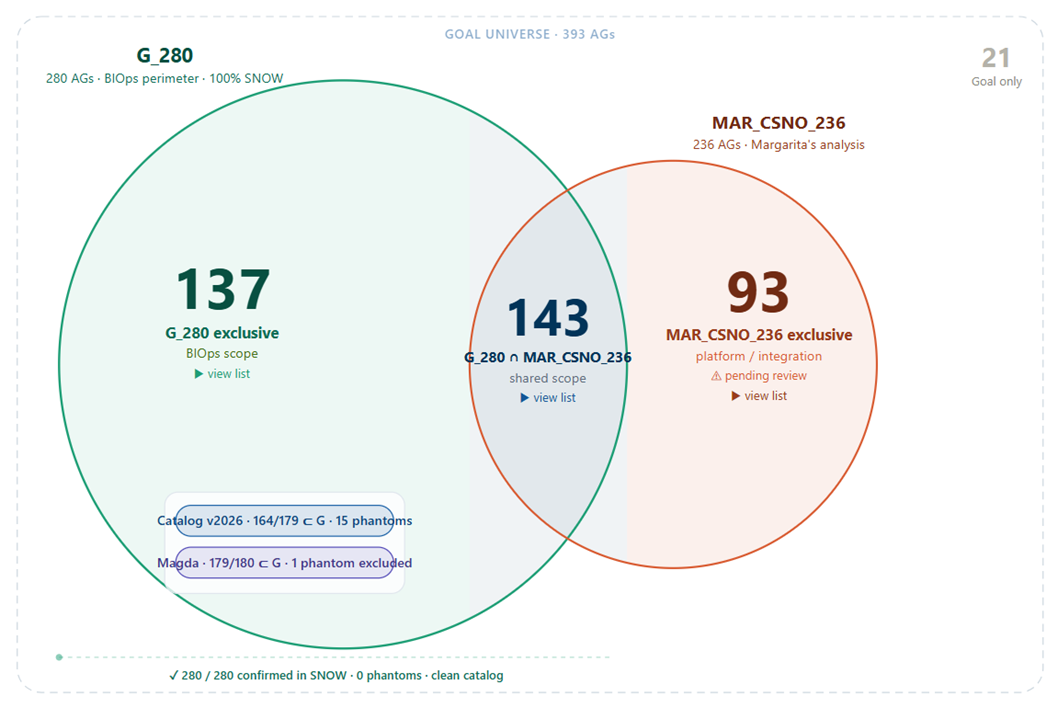 GOAL UNIVERSE · 393 AGs
G_280
280 AGs · BIOps perimeter · 100% SNOW
21
Goal only
MAR_CSNO_236
236 AGs · Margarita's analysis
137
G_280 exclusive
BIOps scope
▶ view list
143
G_280 ∩ MAR_CSNO_236
shared scope
▶ view list
93
MAR_CSNO_236 exclusive
platform / integration
⚠ pending review
▶ view list
Catalog v2026 · 164/179 ⊂ G · 15 phantoms
Magda · 179/180 ⊂ G · 1 phantom excluded
✓ 280 / 280 confirmed in SNOW · 0 phantoms · clean catalog